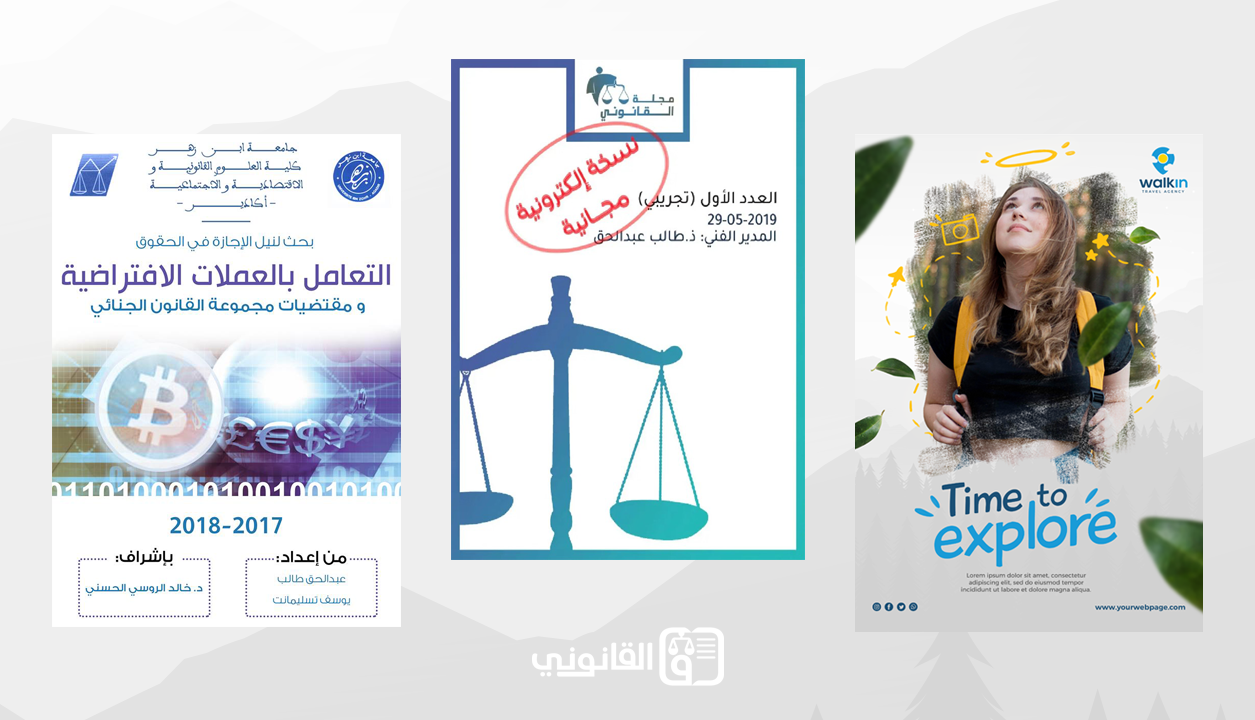 جامعة ابن زهر
كلية العلوم القانونية و
الاقتصادية والاجتماعية
- أكادير -
بحث لنيل الإجازة في الحقوق
التعامل بالعملات الافتراضية
و مقتضيات مجموعة القانون الجنائي
01101000101001001010
2018-2017
من إعداد:
عبدالحق طالب
يوسف تسليمانت
بإشراف:
د. خالد الروسي الحسني
مجلة
القانوني
نسخة إلكترونية
مجانية
العدد الأول (تجريبي)
29-05-2019
المدير الفني: ذ.طالب عبدالحق
walkin
TRAVEL AGENCY
Time to
explore
Lorem ipsum dolor sit amet, consectetur
adipiscing elit, sed do eiusmod tempor
incididunt ut labore et dolore magna aliqua.
www.yourwebpage.com
القانوني